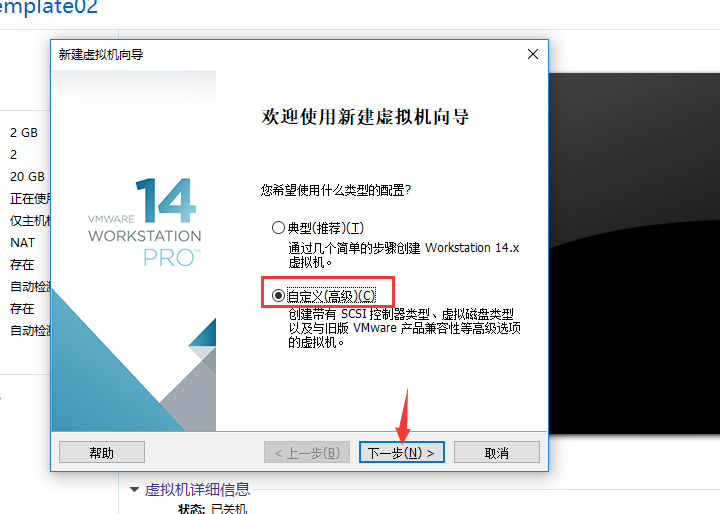 emplate02
新建虚拟机向导
2 GB
2
20 GB
正在使用
仅主机模
NAT
存在
自动检测
存在
自动检测
14
VMWARE
WORKSTATION
PRO™
欢迎使用新建虚拟机向导
您希望使用什么类型的配置?
典型(推荐)(T)
通过几个简单的步骤创建 Workstation 14.x
虚拟机。
自定义(高级)(C)
创建带有 SCSI 控制器类型、虚拟磁盘类型
以及与旧版 VMware 产品兼容性等高级选项
的虚拟机。
帮助
< 上一步(B)
下一步(N) >
取消
虚拟机详细信息
状态: 已关机